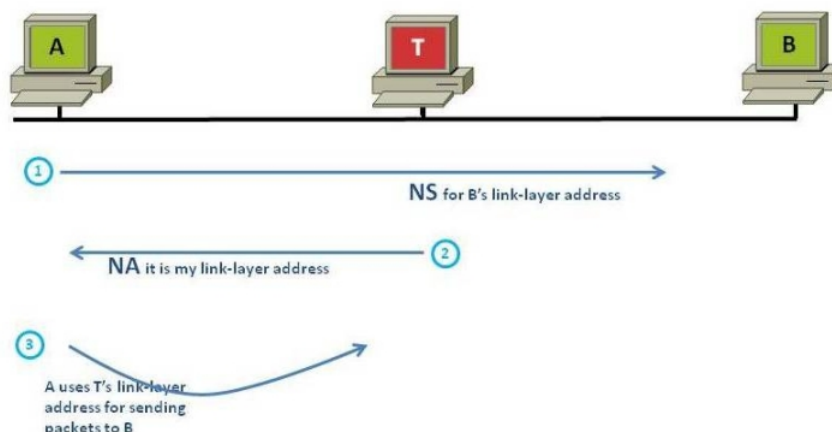 A
T
B
1
NS for B's link-layer address
2
NA it is my link-layer address
3
A uses T's link-layer
address for sending
packets to B